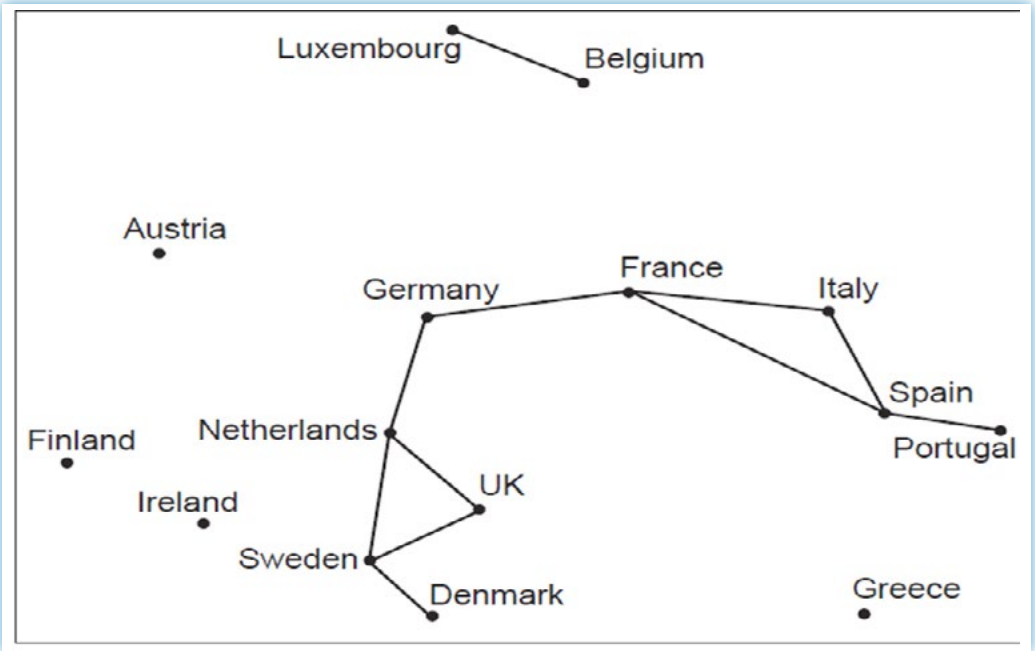 Luxembourg
Belgium
Austria
France
Germany
Italy
Spain
Netherlands
Finland
Portugal
UK
Ireland
Sweden
Greece
Denmark